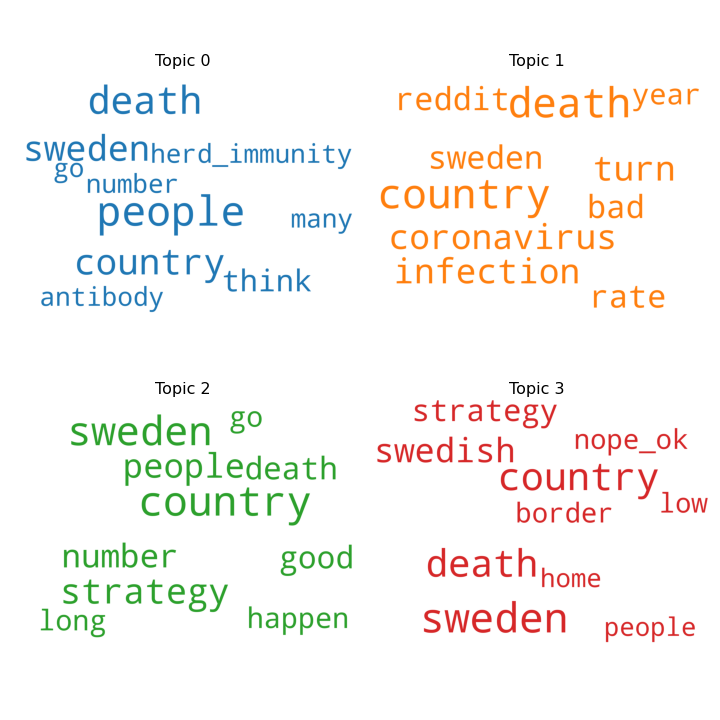 Topic 0
death
sweden herd_immunity
go
number
people
many
country
think
antibody
Topic 1
reddit death year
sweden
turn
country
bad
coronavirus
infection
rate
Topic 2
sweden go
people death
country
number
good
strategy
long
happen
Topic 3
strategy
swedish nope_ok
country
low
border
death home
sweden
people